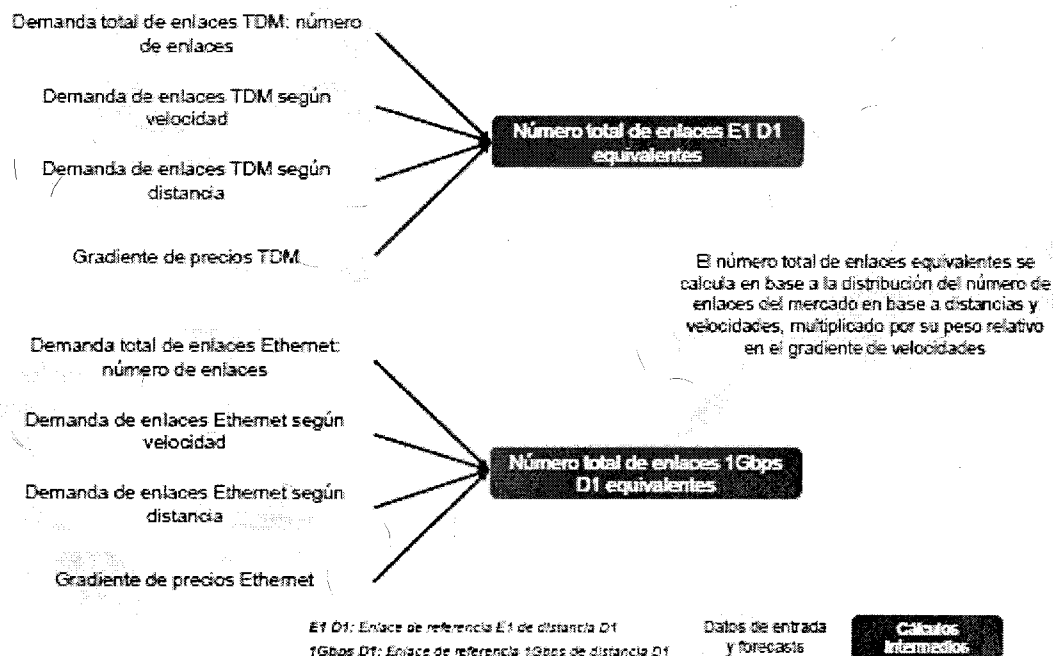 Demanda total de enlaces TDM: número
de enlaces
Demanda de enlaces TDM según
velocidad
Demanda de enlaces TDM según
distancia
Gradiente de precios TDM
Número total de enlaces E1 D1
equivalentes
El número total de enlaces equivalentes se
calcula en base a la distribución del número de
enlaces del mercado en base a distancias y
velocidades, multiplicado por su peso relativo
en el gradiente de velocidades
Demanda total de enlaces Ethernet:
número de enlaces
Demanda de enlaces Ethernet según
velocidad
Demanda de enlaces Ethernet según
distancia
Gradiente de precios Ethernet
Número total de enlaces 1Gbps
D1 equivalentes
E1 D1: Enlace de referencia E1 de distancia D1
1Gbps D1: Enlace de referencia 1Gbps de distancia D1
Datos de entrada
y forecasts
Cálculos
Intermedios